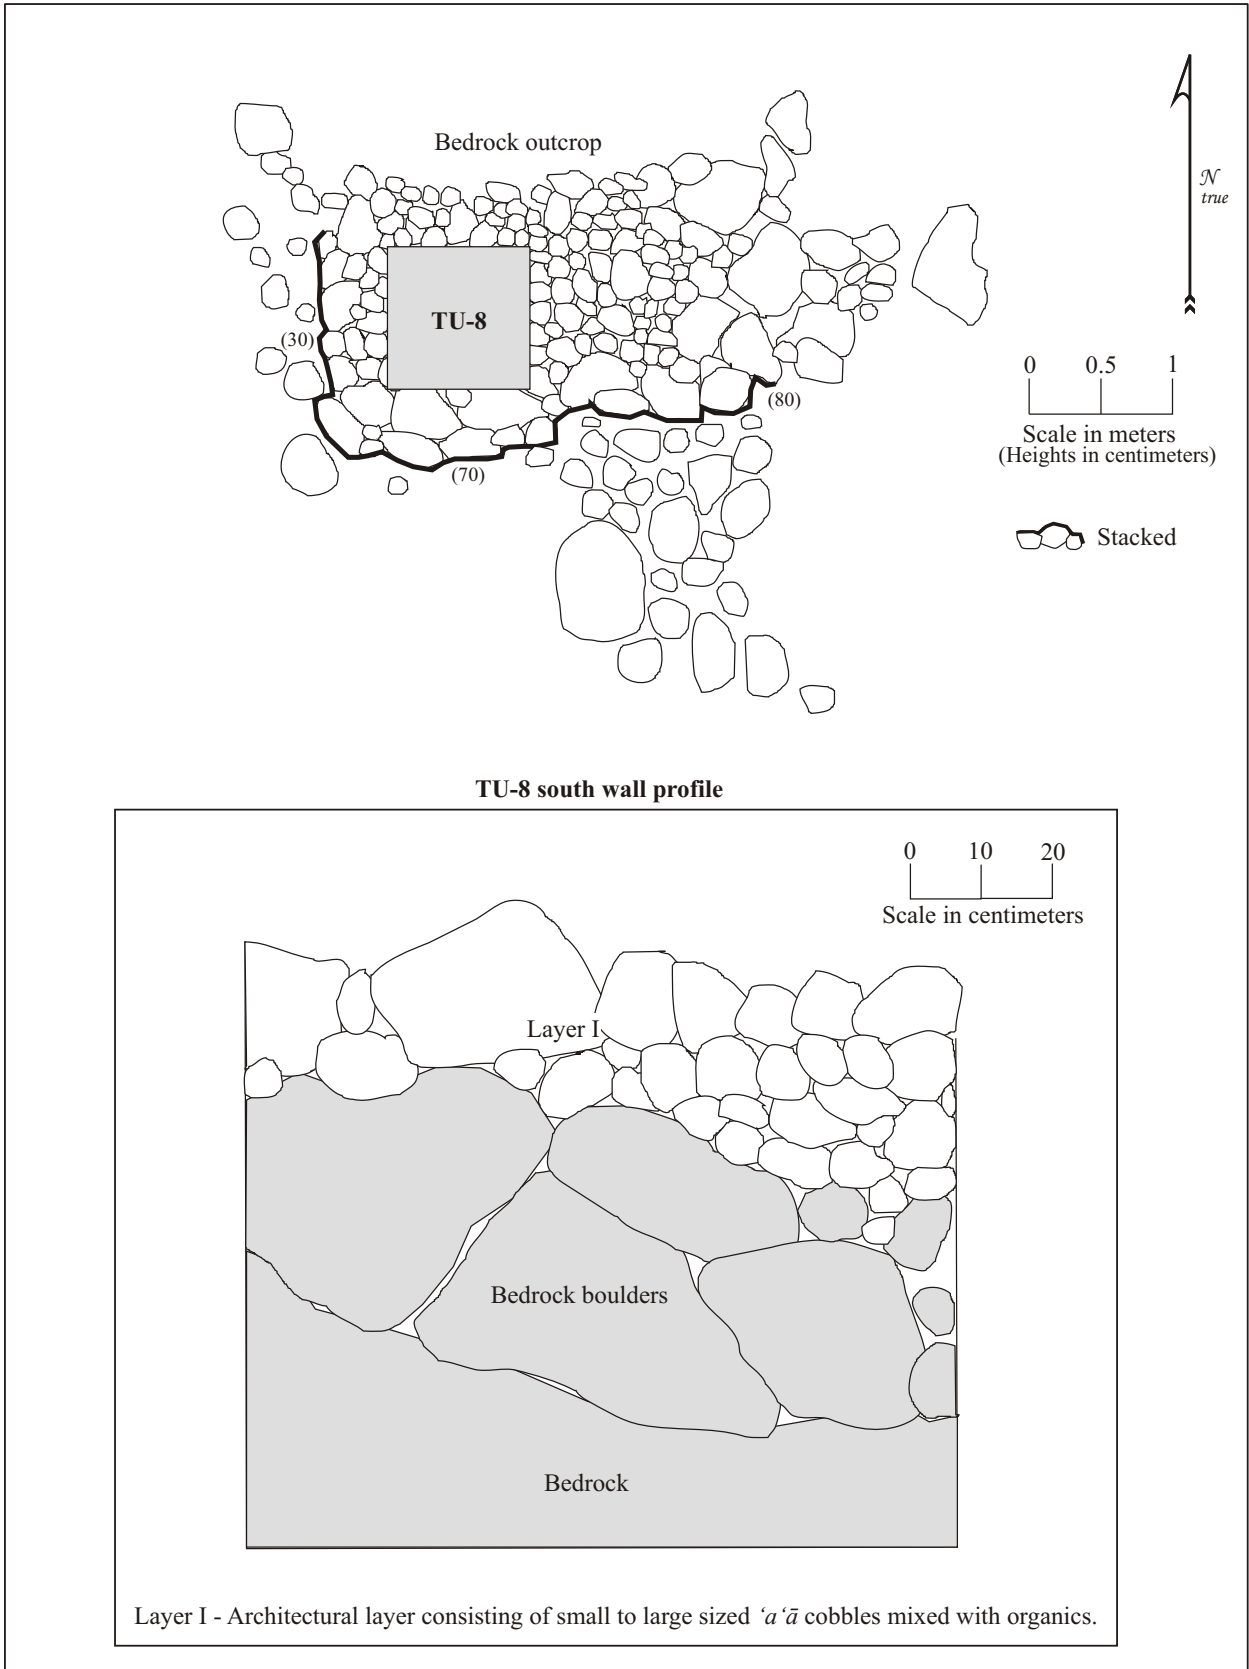 Bedrock outcrop
N
true
TU-8
(30)
(80)
(70)
0 0.5 1
Scale in meters
(Heights in centimeters)
Stacked
TU-8 south wall profile
0 10 20
Scale in centimeters
Layer I
Bedrock boulders
Bedrock
Layer I - Architectural layer consisting of small to large sized ‘a‘ā cobbles mixed with organics.